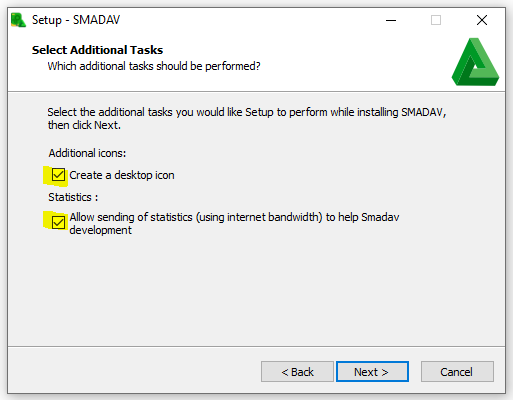 Setup - SMADAV
Select Additional Tasks
Which additional tasks should be performed?
Select the additional tasks you would like Setup to perform while installing SMADAV,
then click Next.
Additional icons:
Create a desktop icon
Statistics :
Allow sending of statistics (using internet bandwidth) to help Smadav
development
< Back
Next >
Cancel